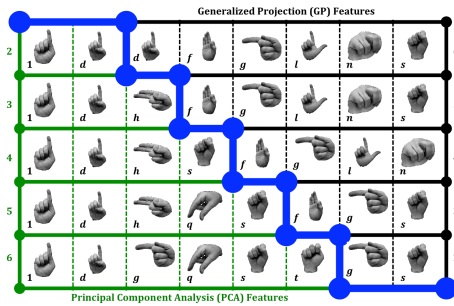 Generalized Projection (GP) Features
2 1 d d f g l n s
3 1 d h f g l n s
4 1 d h s f g l n
5 1 d h q s f g s
6 1 d g q s t g s
Principal Component Analysis (PCA) Features